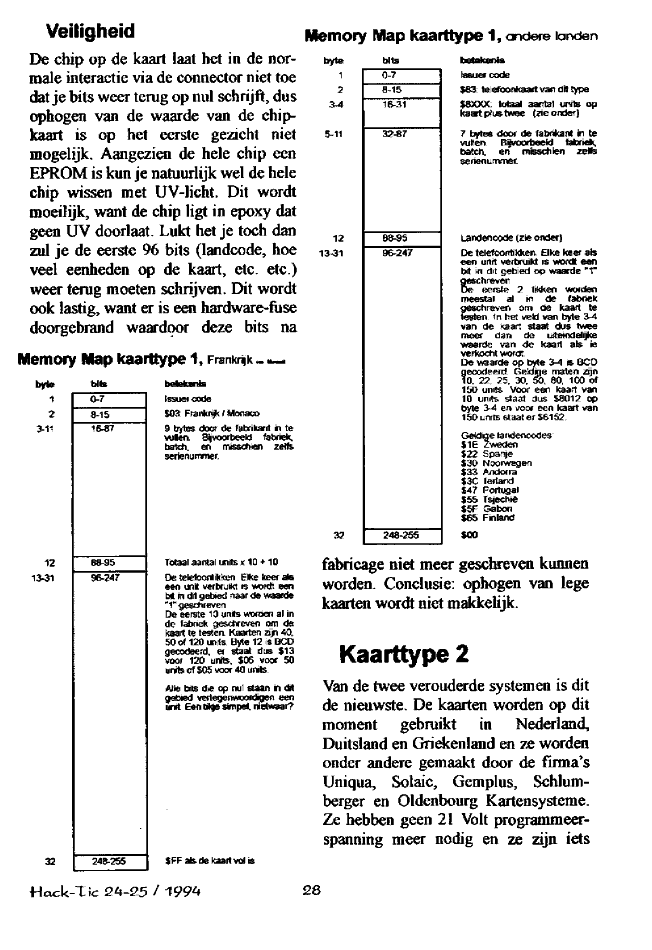 Veiligheid
De chip op de kaart laat het in de nor-
male interactie via de connector niet toe
dat je bits weer terug op nul schrijft, dus
ophogen van de waarde van de chip-
kaart is op het eerste gezicht niet
mogelijk. Aangezien de hele chip een
EPROM is kun je natuurlijk wel de hele
chip wissen met UV-licht. Dit wordt
moeilijk, want de chip ligt in epoxy dat
geen UV doorlaat. Lukt het je toch dan
zul je de eerste 96 bits (landcode, hoe
veel eenheden op de kaart, etc. etc.)
weer terug moeten schrijven. Dit wordt
ook lastig, want er is een hardware-fuse
doorgebrand waardoor deze bits na
Memory Map kaarttype 1, Frankrijk
byte bits betekenis
1 0-7 Issuer code
2 8-15 $03: Frankrijk / Monaco
3-11 16-87 9 bytes door de fabrikant in te
vullen. Bijvoorbeeld fabriek,
batch, en misschien zelfs
serienummer.
12 88-95 Totaal aantal units x 10 + 10
13-31 96-247 De telefoontikken. Elke keer als
een unit verbruikt is wordt een
bit in dit gebied naar de waarde
"1" geschreven
De eerste 10 units worden al in
de fabriek geschreven om de
kaart te testen. Kaarten zijn 40,
50 of 120 units. Byte 12 is BCD
gecodeerd, er staat dus $13
voor 120 units, $06 voor 50
units of $05 voor 40 units.
Alle bits die op nul staan in dit
gebied vertegenwoordigen een
unit. Een tikje simpel, nietwaar?
32 248-255 $FF als de kaart vol is
Memory Map kaarttype 1, andere landen
byte bits betekenis
1 0-7 Issuer code
2 8-15 $83: telefoonkaart van dit type
3-4 16-31 $8XXX: totaal aantal units op
kaart plus twee (zie onder)
5-11 32-87 7 bytes door de fabrikant in te
vullen. Bijvoorbeeld fabriek,
batch, en misschien zelfs
serienummer.
12 88-95 Landencode (zie onder)
13-31 96-247 De telefoontikken. Elke keer als
een unit verbruikt is wordt een
bit in dit gebied op waarde "1"
geschreven
De eerste 2 tikken worden
meestal al in de fabriek
geschreven om de kaart te
testen. In het veld van byte 3-4
van de kaart staat dus twee
meer dan de uiteindelijke
waarde van de kaart als ie
verkocht wordt.
De waarde op byte 3-4 is BCD
gecodeerd. Geldige maten zijn
10, 22, 25, 30, 50, 80, 100 of
150 units. Voor een kaart van
10 units staat dus $8012 op
byte 3-4 en voor een kaart van
150 units staat er $8152.
Geldige landencodes:
$1E Zweden
$22 Spanje
$30 Noorwegen
$33 Andorra
$3C Ierland
$47 Portugal
$55 Tsjechië
$5F Gabon
$65 Finland
32 248-255 $00
fabricage niet meer geschreven kunnen
worden. Conclusie: ophogen van lege
kaarten wordt niet makkelijk.
Kaarttype 2
Van de twee verouderde systemen is dit
de nieuwste. De kaarten worden op dit
moment gebruikt in Nederland,
Duitsland en Griekenland en ze worden
onder andere gemaakt door de firma's
Uniqua, Solaic, Gemplus, Schlum-
berger en Oldenbourg Kartensysteme.
Ze hebben geen 21 Volt programmeer-
spanning meer nodig en ze zijn iets
Hack-Tic 24-25 / 1994 28